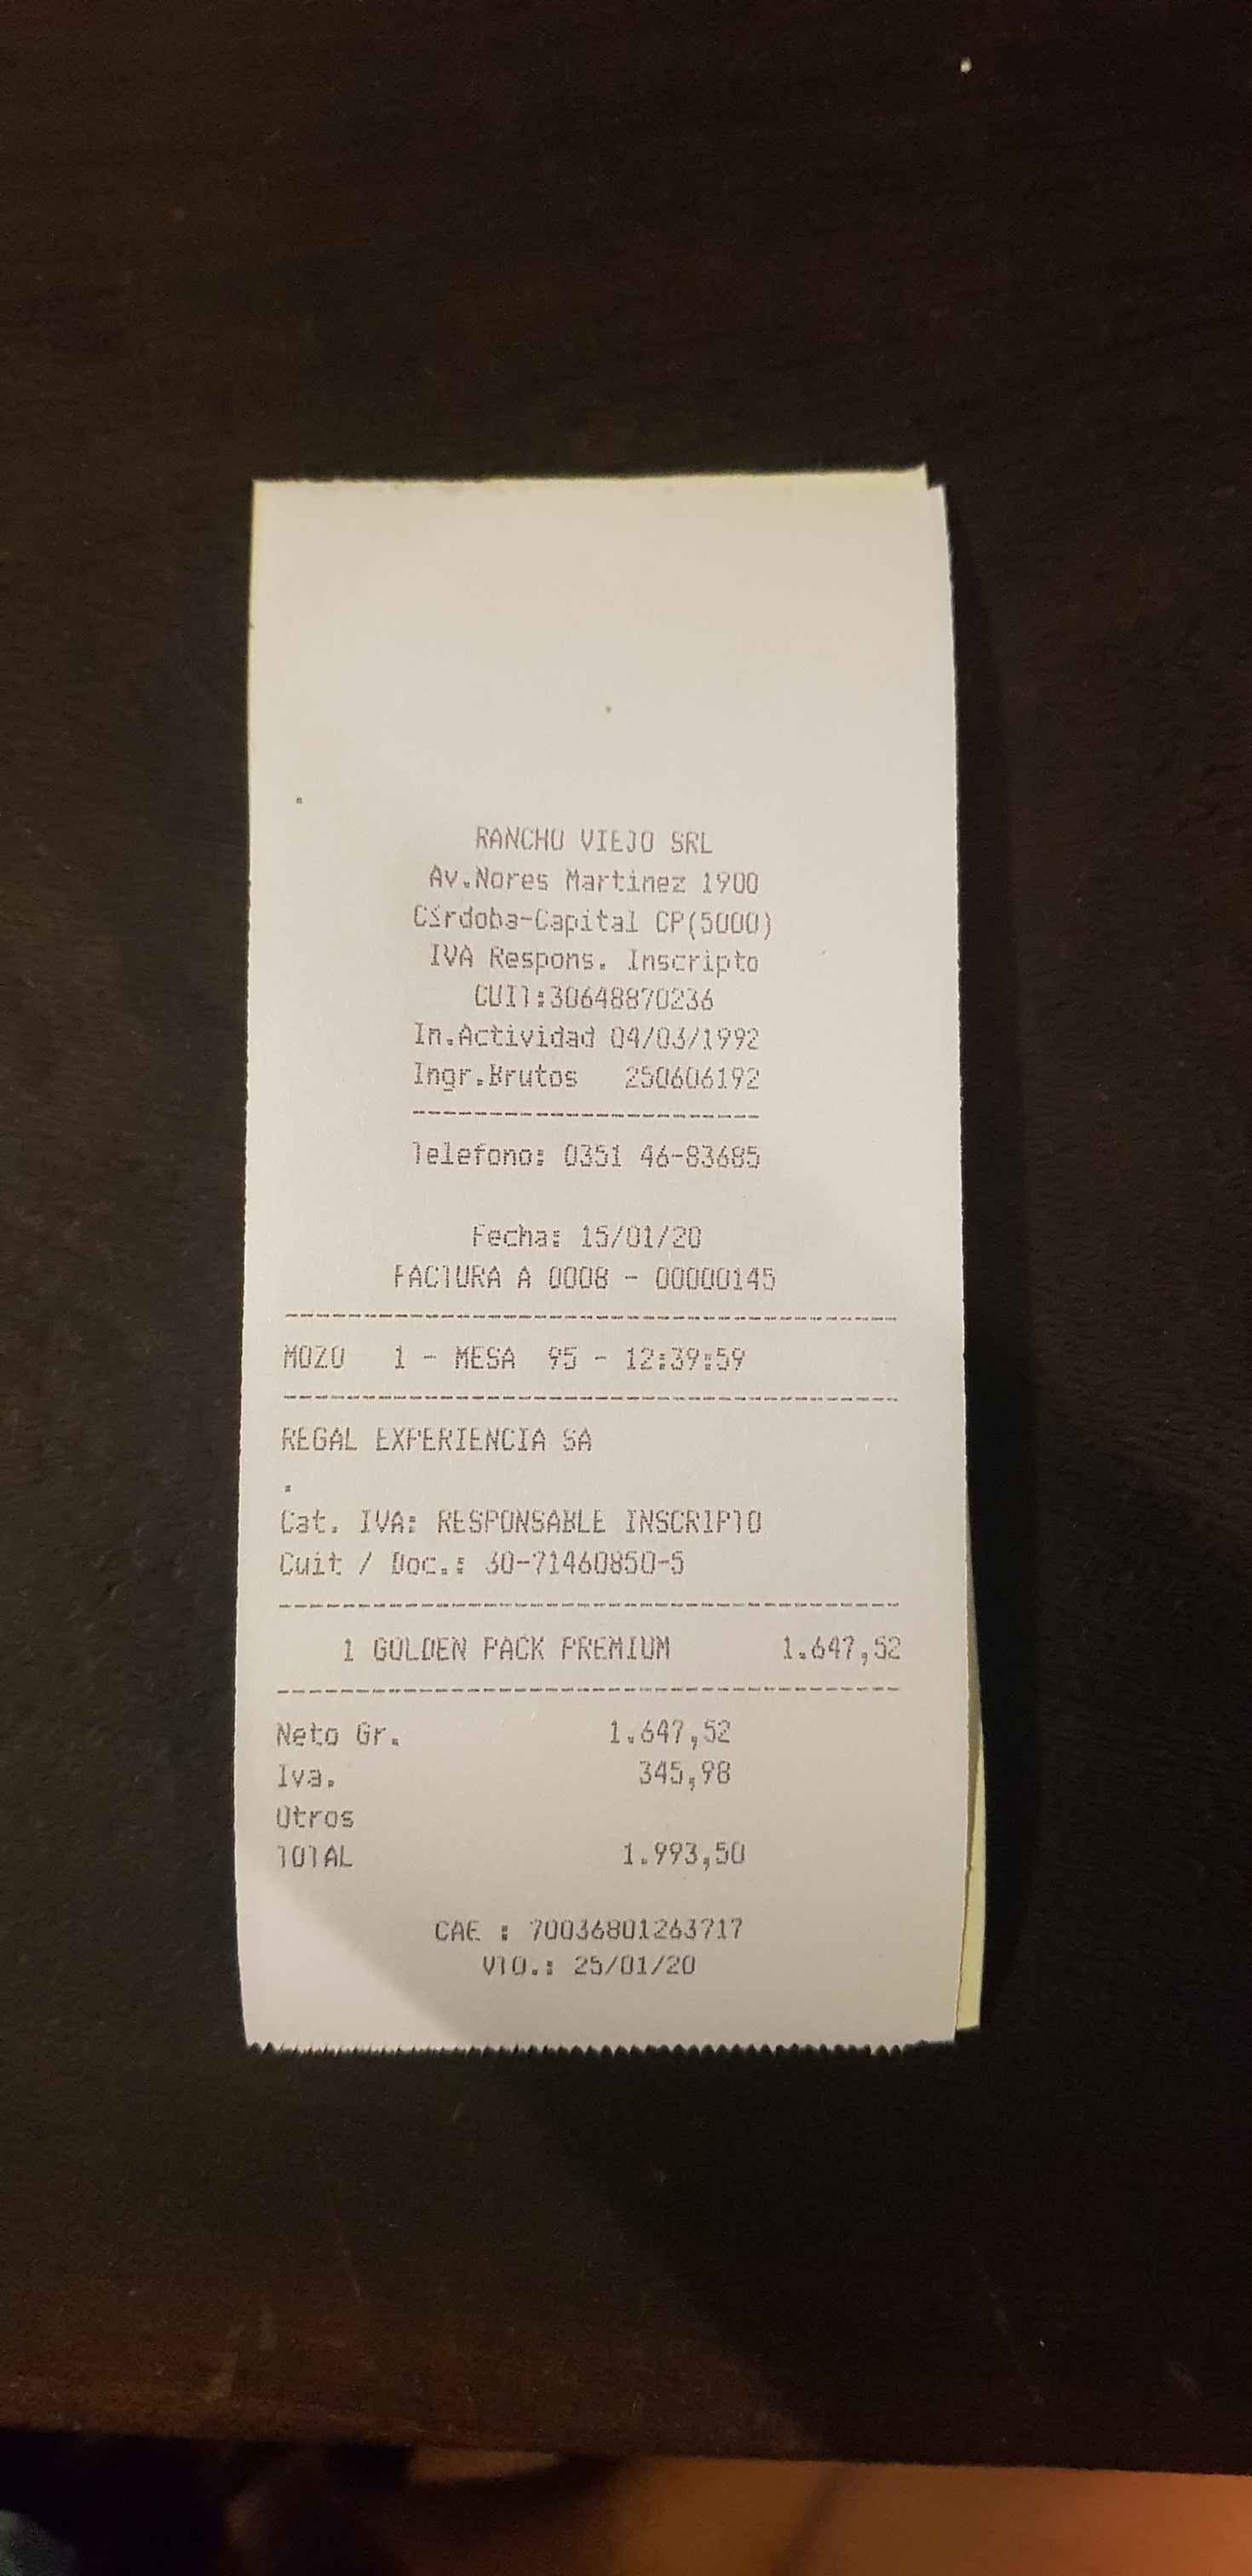 RANCHO VIEJO SRL
Av.Nores Martinez 1900
Córdoba-Capital CP(5000)
IVA Respons. Inscripto
CUIT:30648870236
In.Actividad 04/03/1992
Ingr.Brutos 250606192
-----------------------
Telefono: 0351 46-83685
Fecha: 15/01/20
FACTURA A 0008 - 00000145
----------------------------------------
MOZO 1 - MESA 95 - 12:39:59
----------------------------------------
REGAL EXPERIENCIA SA
.
Cat. IVA: RESPONSABLE INSCRIPTO
Cuit / Doc.: 30-71460850-5
----------------------------------------
1 GOLDEN PACK PREMIUM 1.647,52
----------------------------------------
Neto Gr. 1.647,52
Iva. 345,98
Otros
TOTAL 1.993,50
CAE : 70036801263717
VTO.: 25/01/20